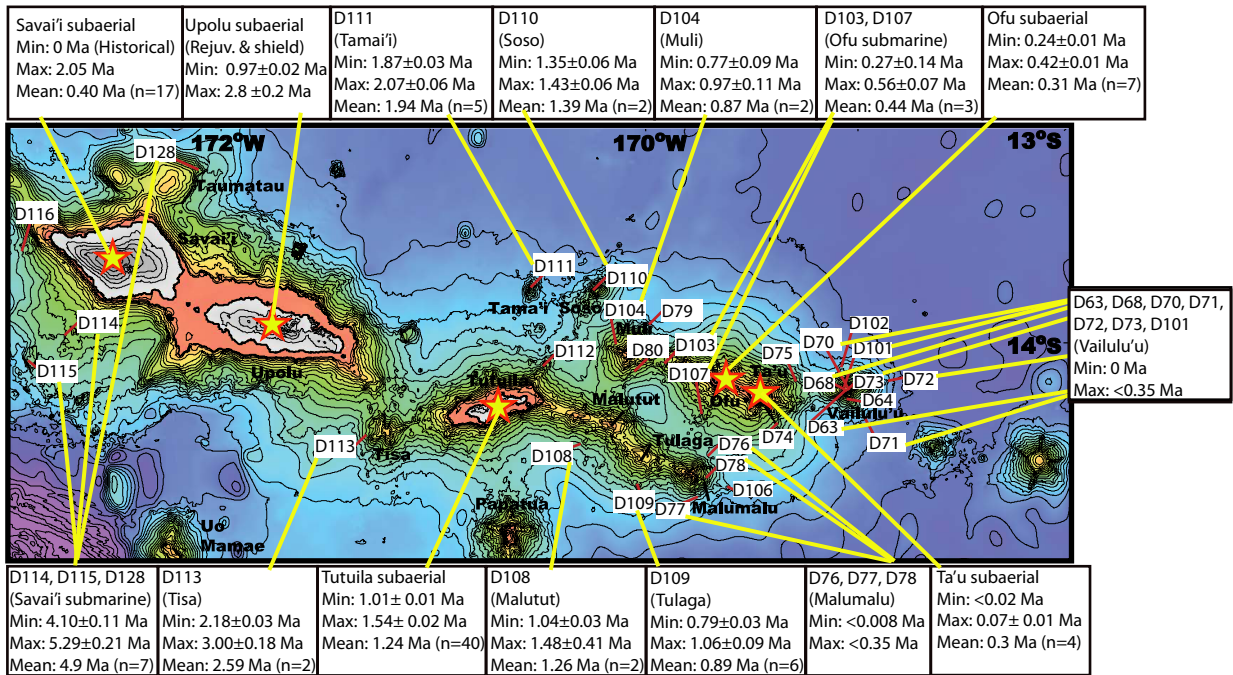 Savai'i subaerial
Min: 0 Ma (Historical)
Max: 2.05 Ma
Mean: 0.40 Ma (n=17)
Upolu subaerial
(Rejuv. & shield)
Min: 0.97±0.02 Ma
Max: 2.8 ±0.2 Ma
D111
(Tamai'i)
Min: 1.87±0.03 Ma
Max: 2.07±0.06 Ma
Mean: 1.94 Ma (n=5)
D110
(Soso)
Min: 1.35±0.06 Ma
Max: 1.43±0.06 Ma
Mean: 1.39 Ma (n=2)
D104
(Muli)
Min: 0.77±0.09 Ma
Max: 0.97±0.11 Ma
Mean: 0.87 Ma (n=2)
D103, D107
(Ofu submarine)
Min: 0.27±0.14 Ma
Max: 0.56±0.07 Ma
Mean: 0.44 Ma (n=3)
Ofu subaerial
Min: 0.24±0.01 Ma
Max: 0.42±0.01 Ma
Mean: 0.31 Ma (n=7)
172°W
170°W
13°S
D128
Taumatau
D116
Savai'i
D111
D110
Tama'i
Soso
D104
D79
Muli
D114
D115
Upolu
D112
D80
D103
D107
D75
D70
D102
D101
14°S
Ta'u
D68
D73
D72
Ofu
D64
Vailulu'u
D63
D71
D74
Tutuila
Malutut
D113
Tisa
D108
Tulaga
D76
D78
D106
D109
D77
Malumalu
Papatua
Uo
Mamae
D63, D68, D70, D71,
D72, D73, D101
(Vailulu'u)
Min: 0 Ma
Max: <0.35 Ma
D114, D115, D128
(Savai'i submarine)
Min: 4.10±0.11 Ma
Max: 5.29±0.21 Ma
Mean: 4.9 Ma (n=7)
D113
(Tisa)
Min: 2.18±0.03 Ma
Max: 3.00±0.18 Ma
Mean: 2.59 Ma (n=2)
Tutuila subaerial
Min: 1.01± 0.01 Ma
Max: 1.54± 0.02 Ma
Mean: 1.24 Ma (n=40)
D108
(Malutut)
Min: 1.04±0.03 Ma
Max: 1.48±0.41 Ma
Mean: 1.26 Ma (n=2)
D109
(Tulaga)
Min: 0.79±0.03 Ma
Max: 1.06±0.09 Ma
Mean: 0.89 Ma (n=6)
D76, D77, D78
(Malumalu)
Min: <0.008 Ma
Max: <0.35 Ma
Ta'u subaerial
Min: <0.02 Ma
Max: 0.07± 0.01 Ma
Mean: 0.3 Ma (n=4)